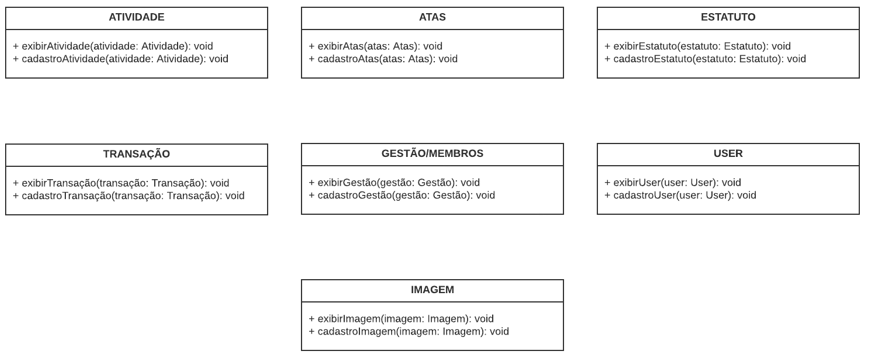 ATIVIDADE
+ exibirAtividade(atividade: Atividade): void
+ cadastroAtividade(atividade: Atividade): void
ATAS
+ exibirAtas(atas: Atas): void
+ cadastroAtas(atas: Atas): void
ESTATUTO
+ exibirEstatuto(estatuto: Estatuto): void
+ cadastroEstatuto(estatuto: Estatuto): void
TRANSAÇÃO
+ exibirTransação(transação: Transação): void
+ cadastroTransação(transação: Transação): void
GESTÃO/MEMBROS
+ exibirGestão(gestão: Gestão): void
+ cadastroGestão(gestão: Gestão): void
USER
+ exibirUser(user: User): void
+ cadastroUser(user: User): void
IMAGEM
+ exibirImagem(imagem: Imagem): void
+ cadastroImagem(imagem: Imagem): void